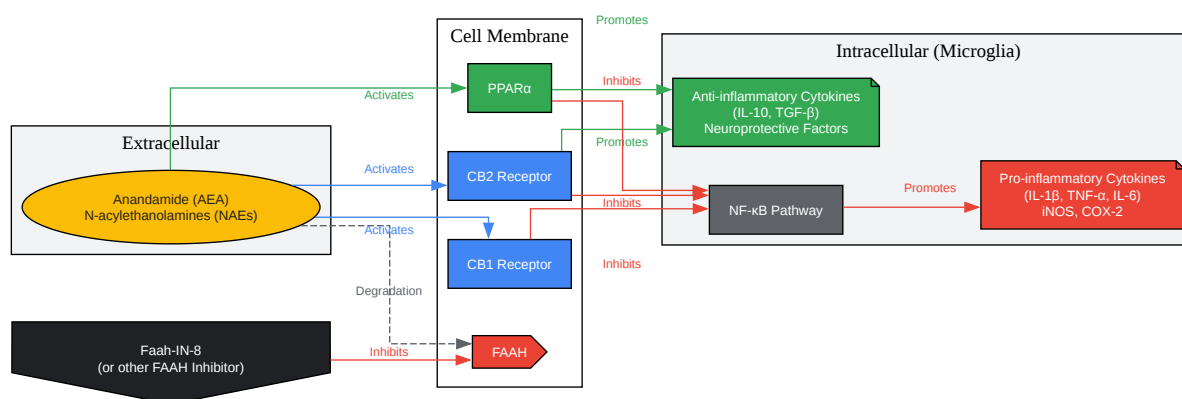 Promotes
Cell Membrane
Intracellular (Microglia)
PPARα
Inhibits
Activates
Anti-inflammatory Cytokines
(IL-10, TGF-β)
Neuroprotective Factors
Extracellular
Promotes
Activates
CB2 Receptor
Anandamide (AEA)
N-acylethanolamines (NAEs)
Inhibits
NF-κB Pathway
Promotes
Pro-inflammatory Cytokines
(IL-1β, TNF-α, IL-6)
iNOS, COX-2
Activates
CB1 Receptor
Inhibits
Degradation
Faah-IN-8
(or other FAAH Inhibitor)
Inhibits
FAAH